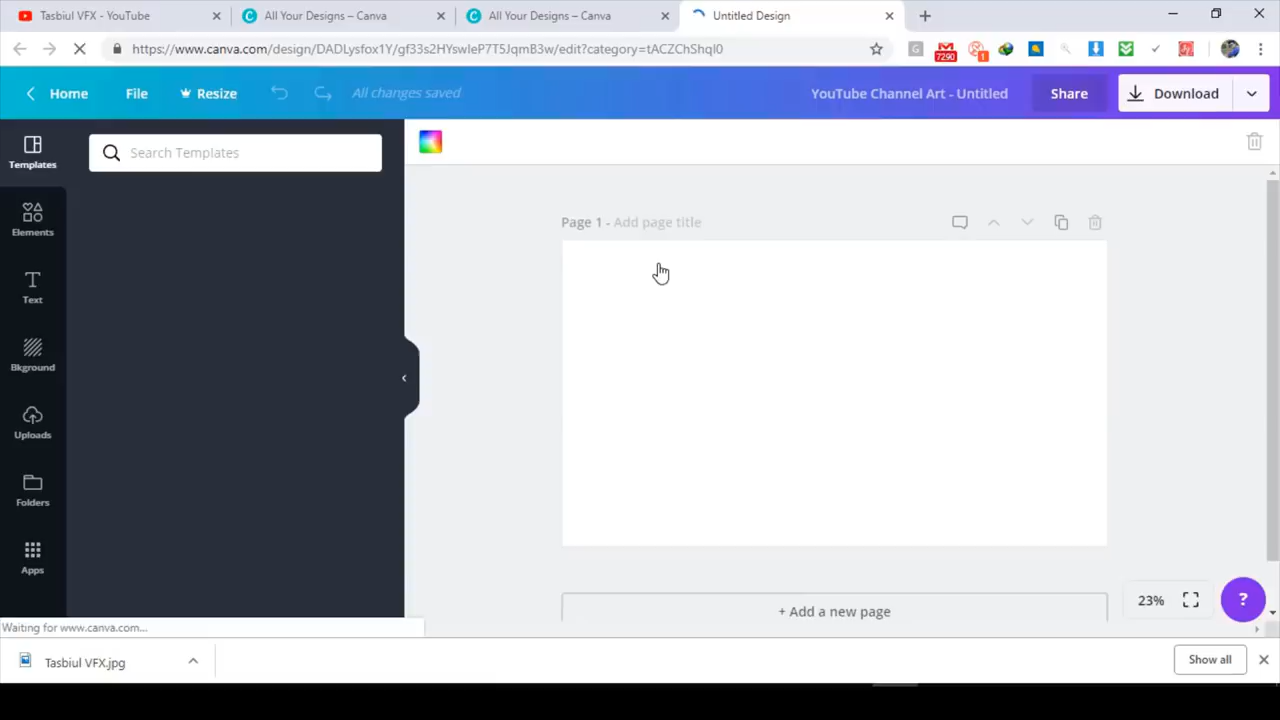 Tasbiul VFX - YouTube
All Your Designs – Canva
All Your Designs – Canva
Untitled Design
https://www.canva.com/design/DADLysfox1Y/gf33s2HYswIeP7T5JqmB3w/edit?category=tACZChShqI0
7290
1
Home
File
Resize
All changes saved
YouTube Channel Art - Untitled
Share
Download
Templates
Search Templates
Elements
Text
Bkground
Uploads
Folders
Apps
Page 1 - Add page title
+ Add a new page
23%
?
Waiting for www.canva.com...
Tasbiul VFX.jpg
Show all